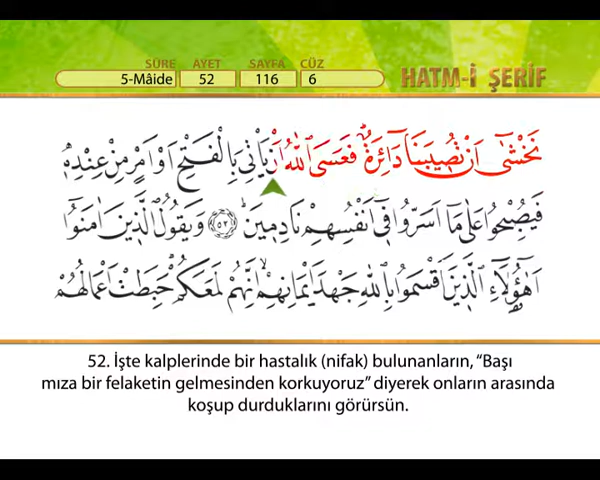 SÛRE AYET SAYFA CÜZ
5-Mâide 52 116 6
HATM-İ ŞERİF
نَخْشٰٓى اَنْ تُصٖيبَنَا دَٓائِرَةٌؕ فَعَسَى اللّٰهُ اَنْ يَأْتِىَ بِالْفَتْحِ اَوْ اَمْرٍ مِنْ عِنْدِهٖ
فَيُصْبِحُوا عَلٰى مَٓا اَسَرُّوا فٖٓى اَنْفُسِهِمْ نَادِمٖينَؕ ﴿٥٢﴾ وَيَقُولُ الَّذٖينَ اٰمَنُٓوا
اَهٰٓؤُ۬لَٓاءِ الَّذٖينَ اَقْسَمُوا بِاللّٰهِ جَهْدَ اَيْمَانِهِمْۙ اِنَّهُمْ لَمَعَكُمْؕ حَبِطَتْ اَعْمَالُهُمْ
52. İşte kalplerinde bir hastalık (nifak) bulunanların, “Başı
mıza bir felaketin gelmesinden korkuyoruz” diyerek onların arasında
koşup durduklarını görürsün.